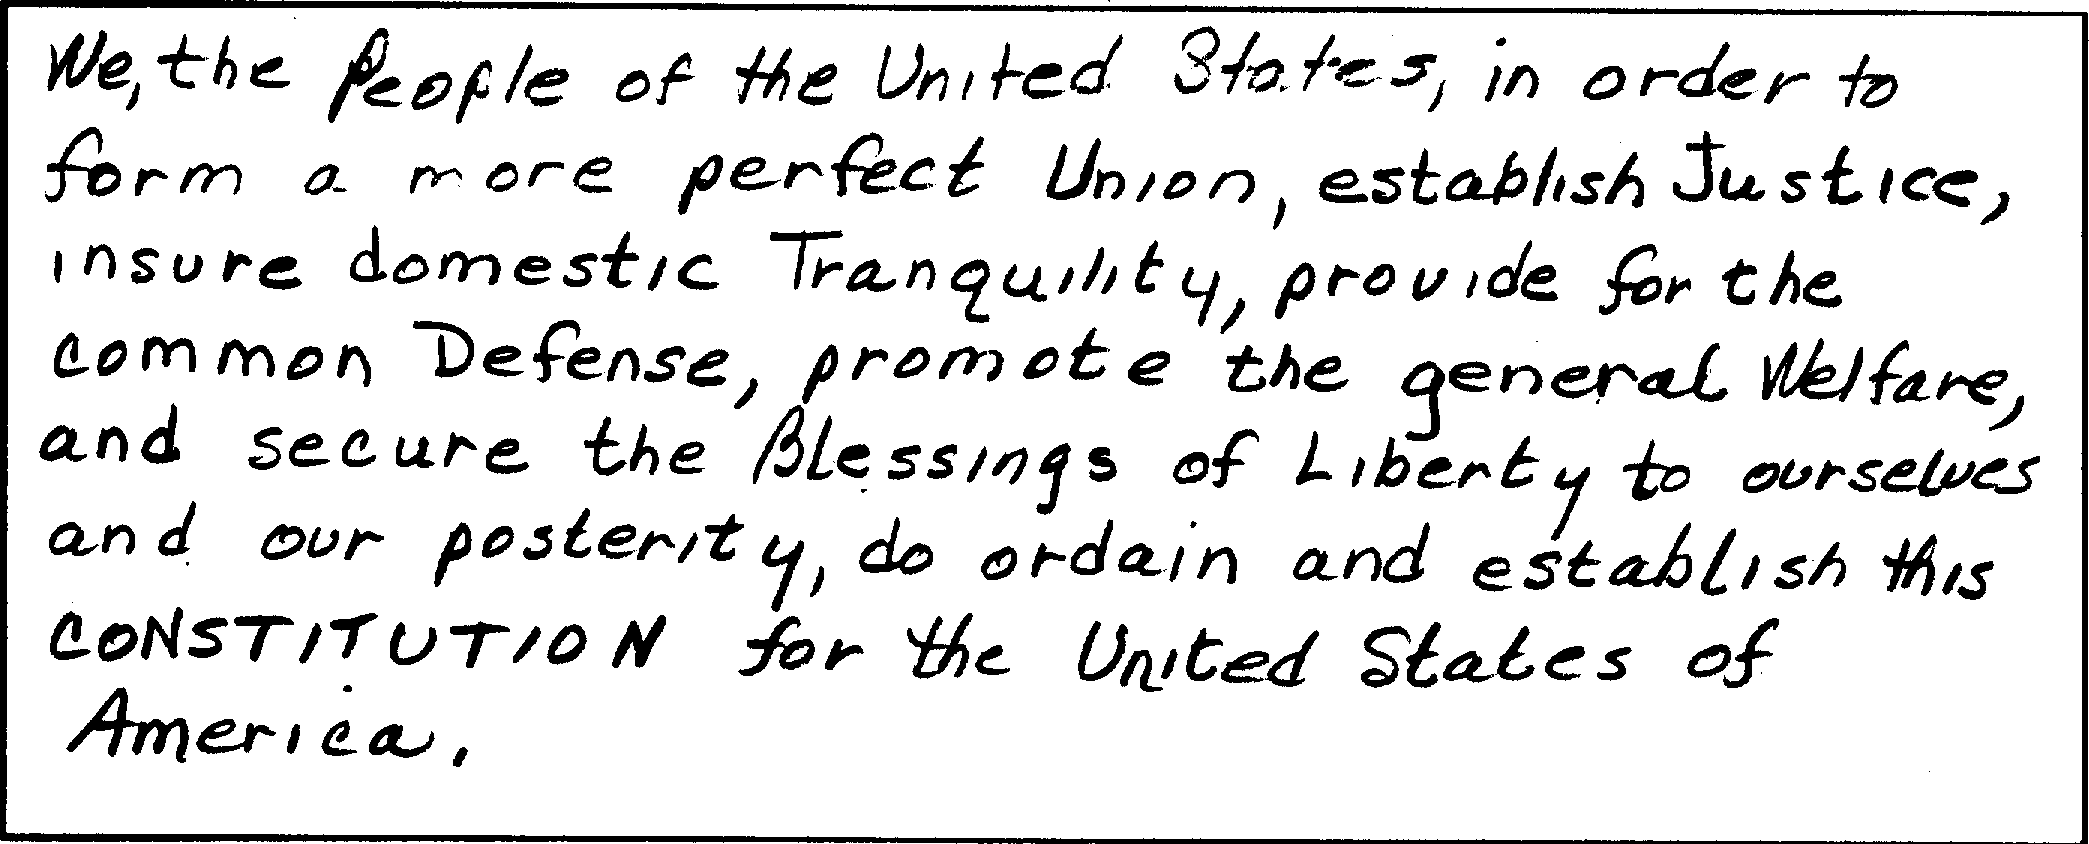 We, the People of the United States, in order to
form a more perfect Union, establish Justice,
insure domestic Tranquility, provide for the
common Defense, promote the general Welfare,
and secure the Blessings of Liberty to ourselves
and our posterity, do ordain and establish this
CONSTITUTION for the United States of
America.